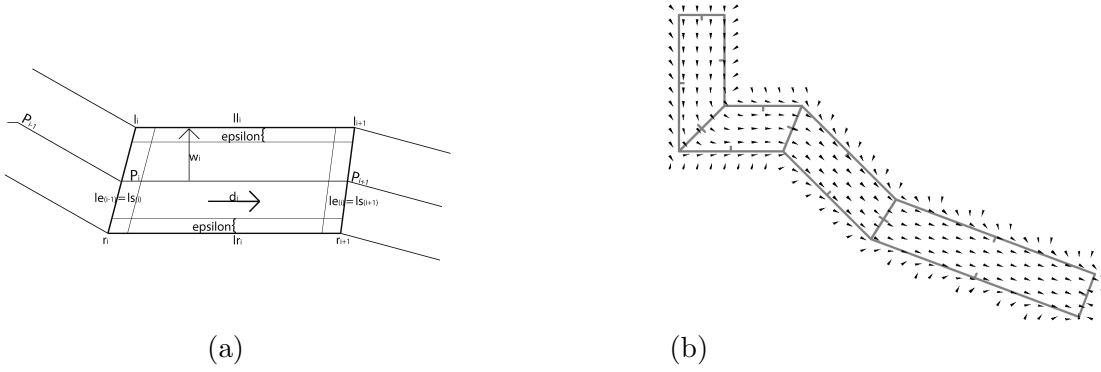 lᵢ
llᵢ
lᵢ₊₁
epsilon{
Pᵢ₋₁
wᵢ
Pᵢ
Pᵢ₊₁
dᵢ
le₍ᵢ₋₁₎=ls₍ᵢ₎
le₍ᵢ₎=ls₍ᵢ₊₁₎
epsilon{
rᵢ
lrᵢ
rᵢ₊₁
(a)
(b)